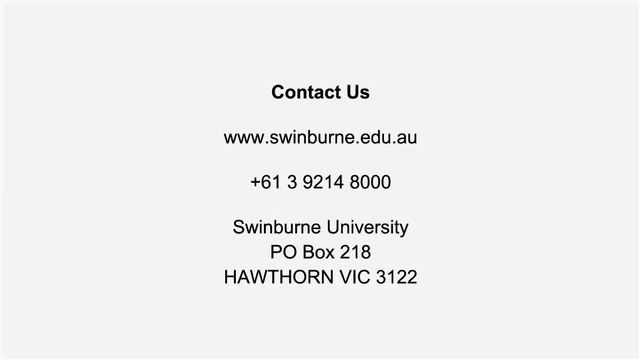 Contact Us
www.swinburne.edu.au
+61 3 9214 8000
Swinburne University
PO Box 218
HAWTHORN VIC 3122